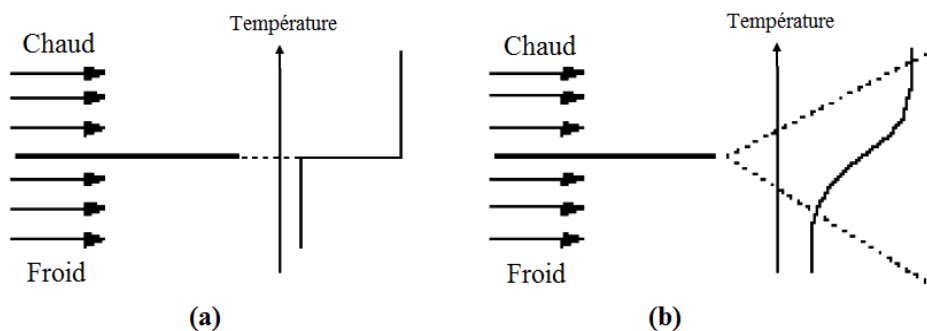 Température
Chaud
Froid
(a)
Température
Chaud
Froid
(b)